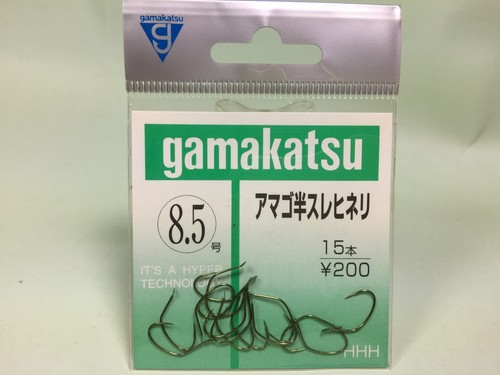 gamakatsu
g
gamakatsu
8.5号
アマゴ半スレヒネリ
15本
¥200
IT'S A HYPER
TECHNOLOGY
HHH